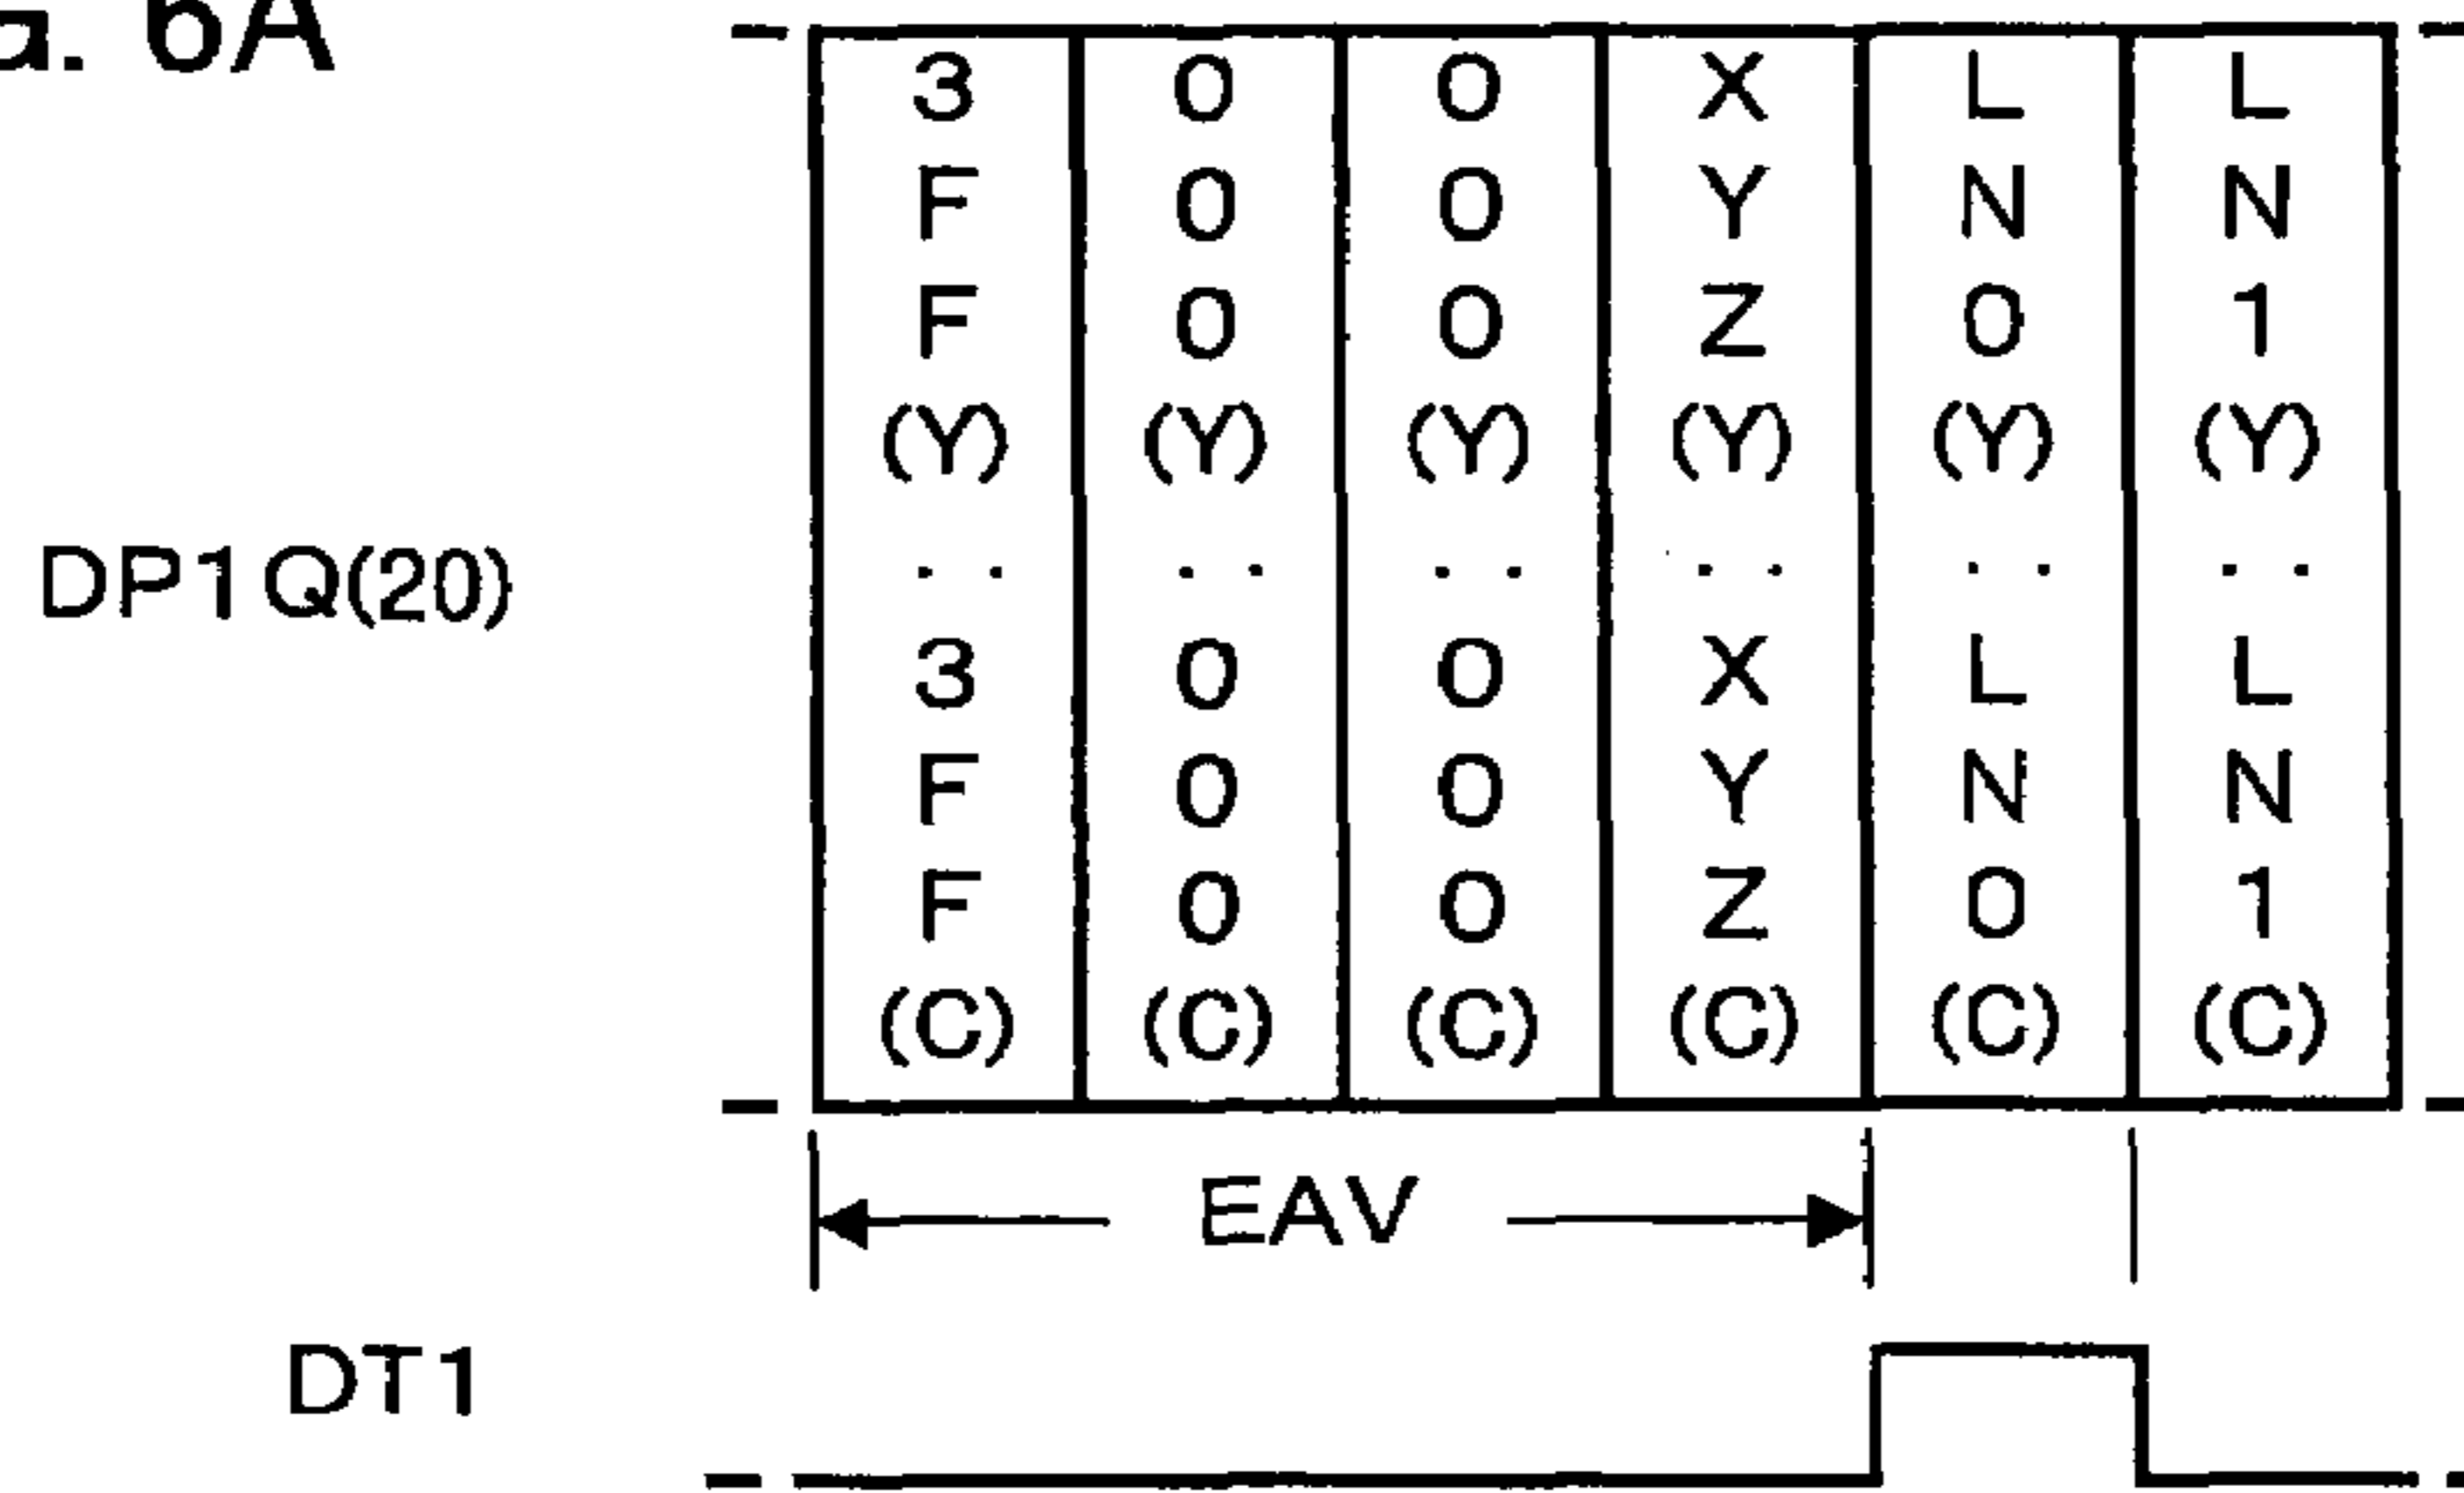 6A
3 0 0 X L L
F 0 0 Y N N
F 0 0 Z 0 1
(Y) (Y) (Y) (Y) (Y) (Y)
DP1Q(20)
: : : : : :
3 0 0 X L L
F 0 0 Y N N
F 0 0 Z 0 1
(C) (C) (C) (C) (C) (C)
EAV
DT1